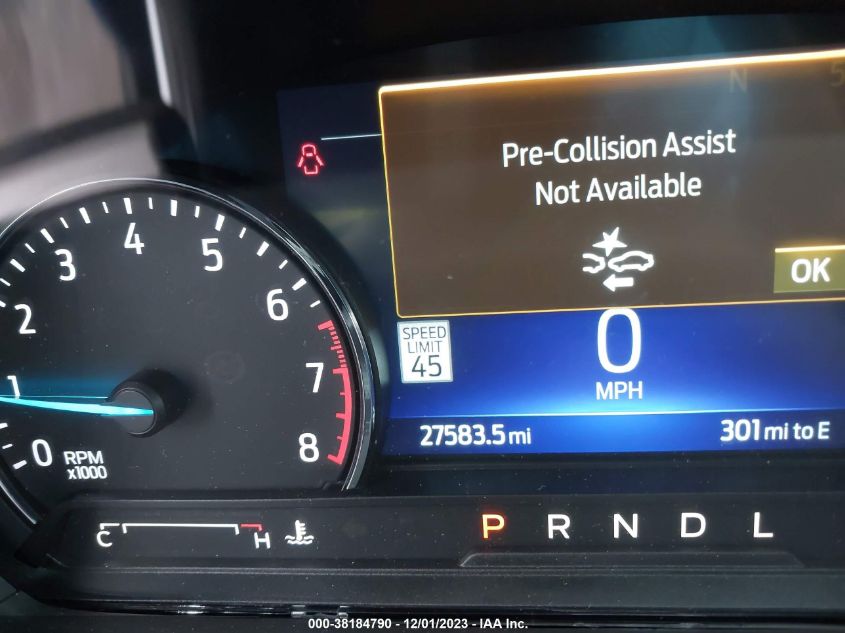 N 5
Pre-Collision Assist
Not Available
OK
SPEED
LIMIT
45
0
MPH
27583.5 mi
301 mi to E
0
1
2
3
4
5
6
7
8
RPM
x1000
C
H
P R N D L
000-38184790 - 12/01/2023 - IAA Inc.